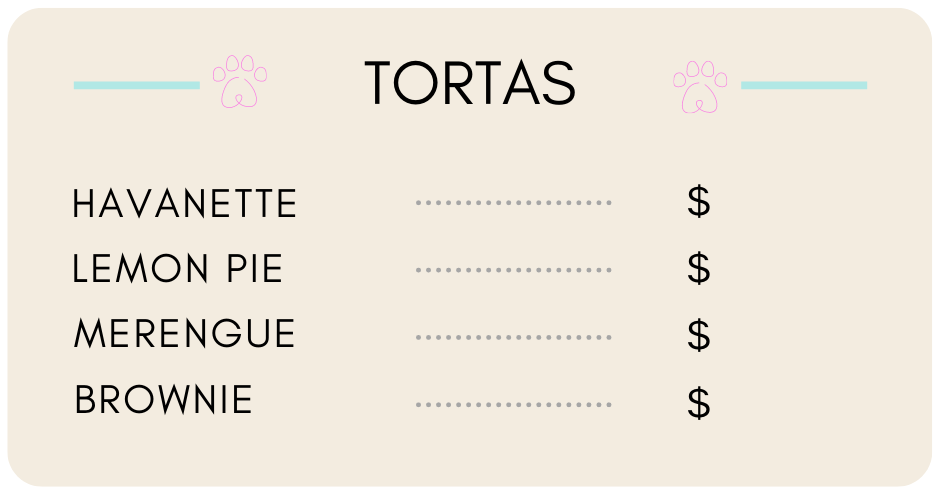 TORTAS
HAVANETTE ................... $
LEMON PIE ................... $
MERENGUE ................... $
BROWNIE ................... $